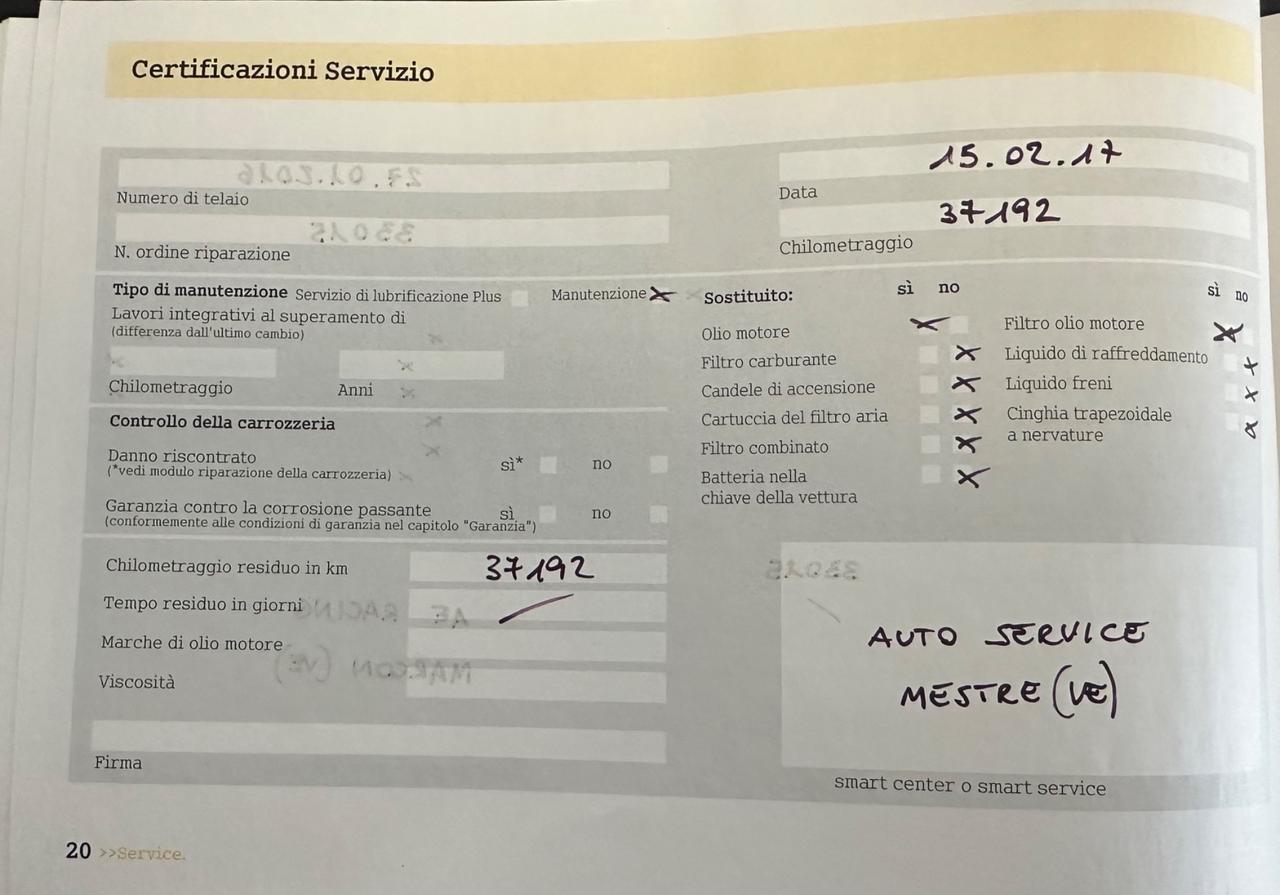 Certificazioni Servizio
15.02.17
Numero di telaio
Data
37192
N. ordine riparazione
Chilometraggio
Tipo di manutenzione Servizio di lubrificazione Plus Manutenzione X
Lavori integrativi al superamento di
(differenza dall'ultimo cambio)
Chilometraggio Anni
Controllo della carrozzeria
Danno riscontrato sì* no
(*vedi modulo riparazione della carrozzeria)
Garanzia contro la corrosione passante sì no
(conformemente alle condizioni di garanzia nel capitolo "Garanzia")
Sostituito: sì no
Olio motore X
Filtro carburante X
Candele di accensione X
Cartuccia del filtro aria X
Filtro combinato X
Batteria nella X
chiave della vettura
sì no
Filtro olio motore X
Liquido di raffreddamento X
Liquido freni X
Cinghia trapezoidale X
a nervature
Chilometraggio residuo in km 37192
Tempo residuo in giorni
Marche di olio motore
Viscosità
Firma
AUTO SERVICE
MESTRE (VE)
smart center o smart service
20 >>Service.